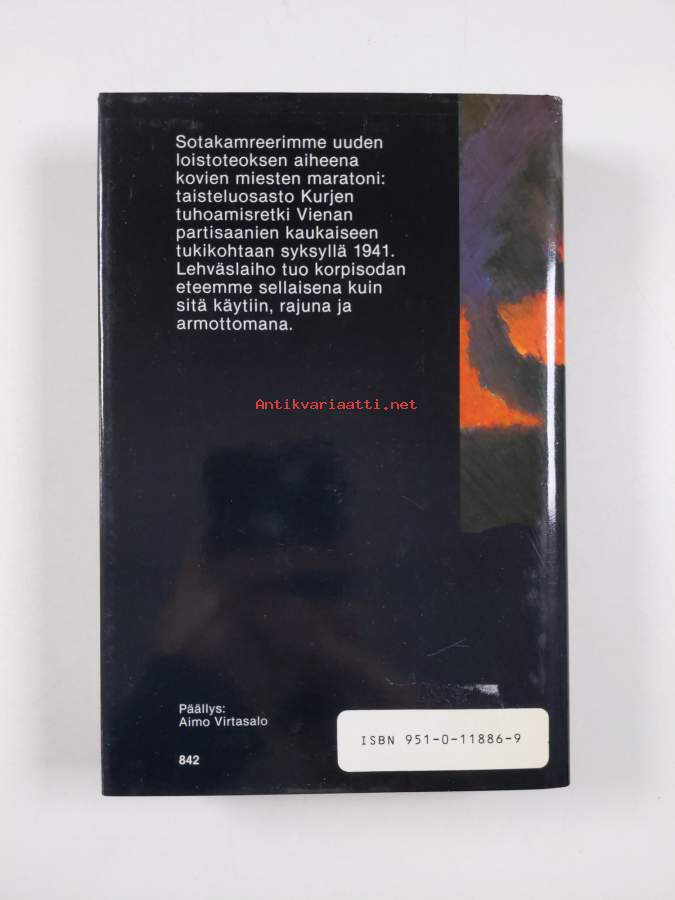 Sotakamreerimme uuden
loistoteoksen aiheena
kovien miesten maratoni:
taisteluosasto Kurjen
tuhoamisretki Vienan
partisaanien kaukaiseen
tukikohtaan syksyllä 1941.
Lehväslaiho tuo korpisodan
eteemme sellaisena kuin
sitä käytiin, rajuna ja
armottomana.
Antikvariaatti.net
Päällys:
Aimo Virtasalo
842
ISBN 951-0-11886-9